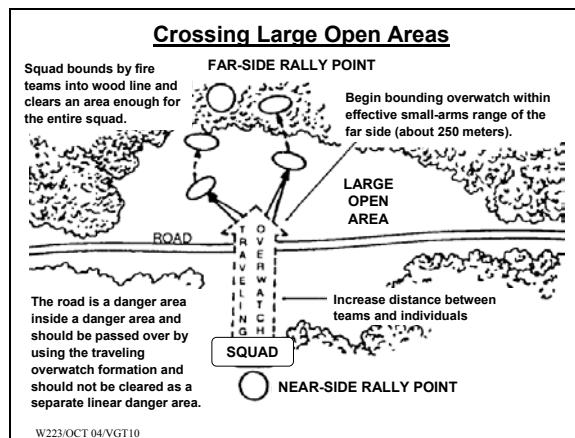 Crossing Large Open Areas
Squad bounds by fire
teams into wood line and
clears an area enough for
the entire squad.
FAR-SIDE RALLY POINT
Begin bounding overwatch within
effective small-arms range of the
far side (about 250 meters).
LARGE
OPEN
AREA
ROAD
TRAVELING
OVERWATCH
The road is a danger area
inside a danger area and
should be passed over by
using the traveling
overwatch formation and
should not be cleared as a
separate linear danger area.
Increase distance between
teams and individuals
SQUAD
NEAR-SIDE RALLY POINT
W223/OCT 04/VGT10